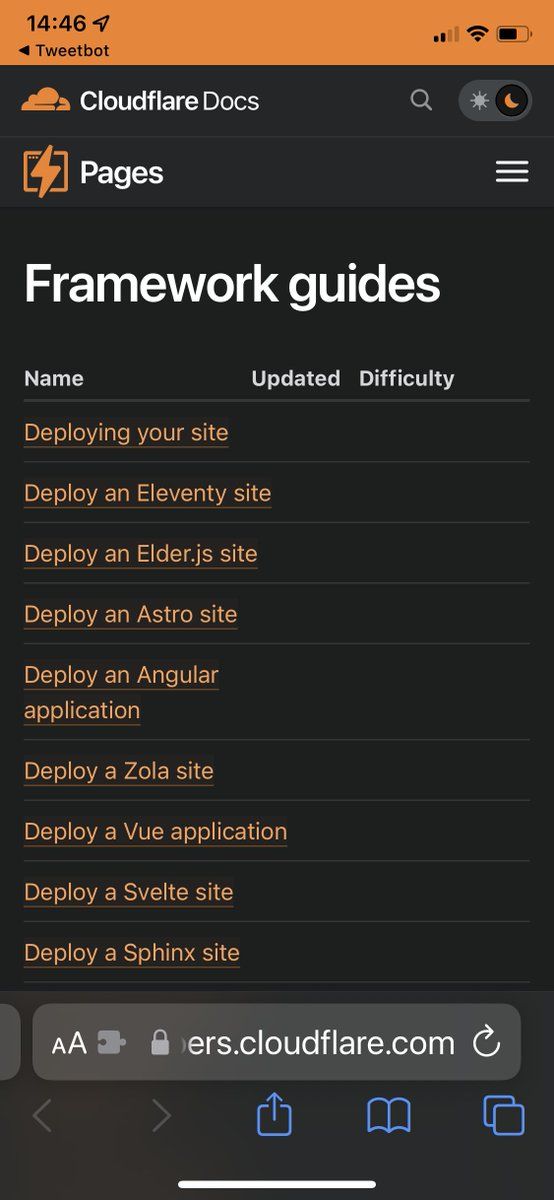 14:46
◀ Tweetbot
Cloudflare Docs
Pages
Framework guides
Name Updated Difficulty
Deploying your site
Deploy an Eleventy site
Deploy an Elder.js site
Deploy an Astro site
Deploy an Angular
application
Deploy a Zola site
Deploy a Vue application
Deploy a Svelte site
Deploy a Sphinx site
AA ers.cloudflare.com